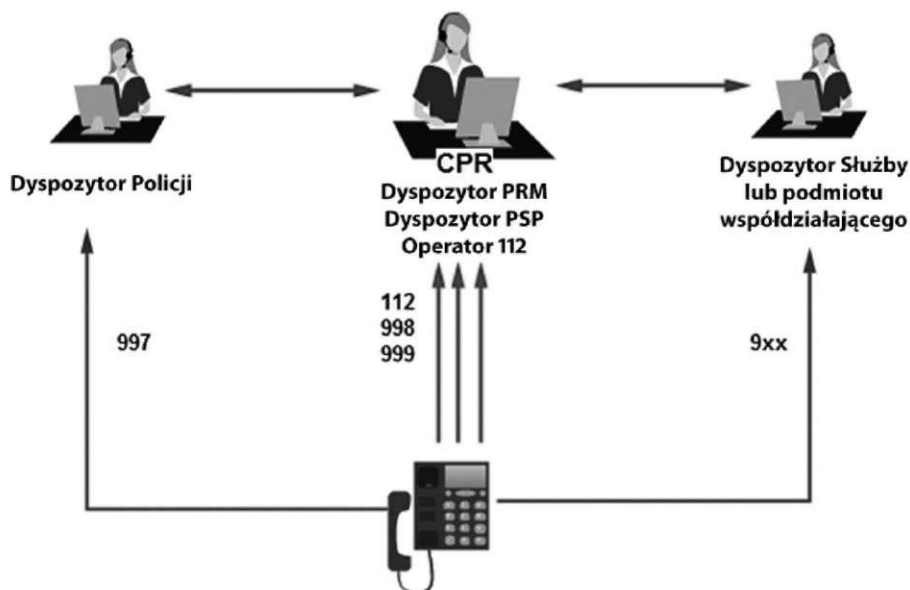 Dyspozytor Policji
CPR
Dyspozytor PRM
Dyspozytor PSP
Operator 112
Dyspozytor Służby
lub podmiotu
współdziałającego
997
112
998
999
9xx